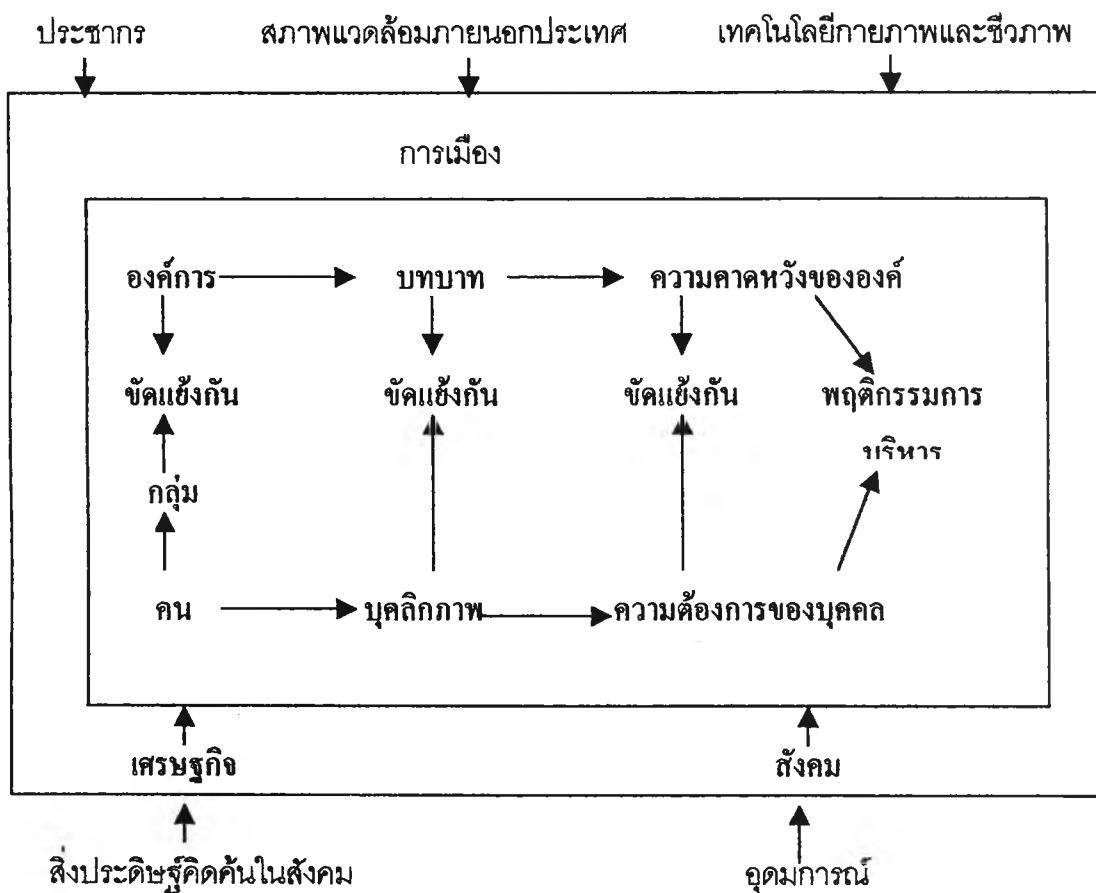 ประชากร สภาพแวดล้อมภายนอกประเทศ เทคโนโลยีกายภาพและชีวภาพ
การเมือง
องค์การ บทบาท ความคาดหวังขององค์
ขัดแย้งกัน ขัดแย้งกัน ขัดแย้งกัน พฤติกรรมการ
บริหาร
กลุ่ม
คน บุคลิกภาพ ความต้องการของบุคคล
เศรษฐกิจ สังคม
สิ่งประดิษฐ์คิดค้นในสังคม อุดมการณ์